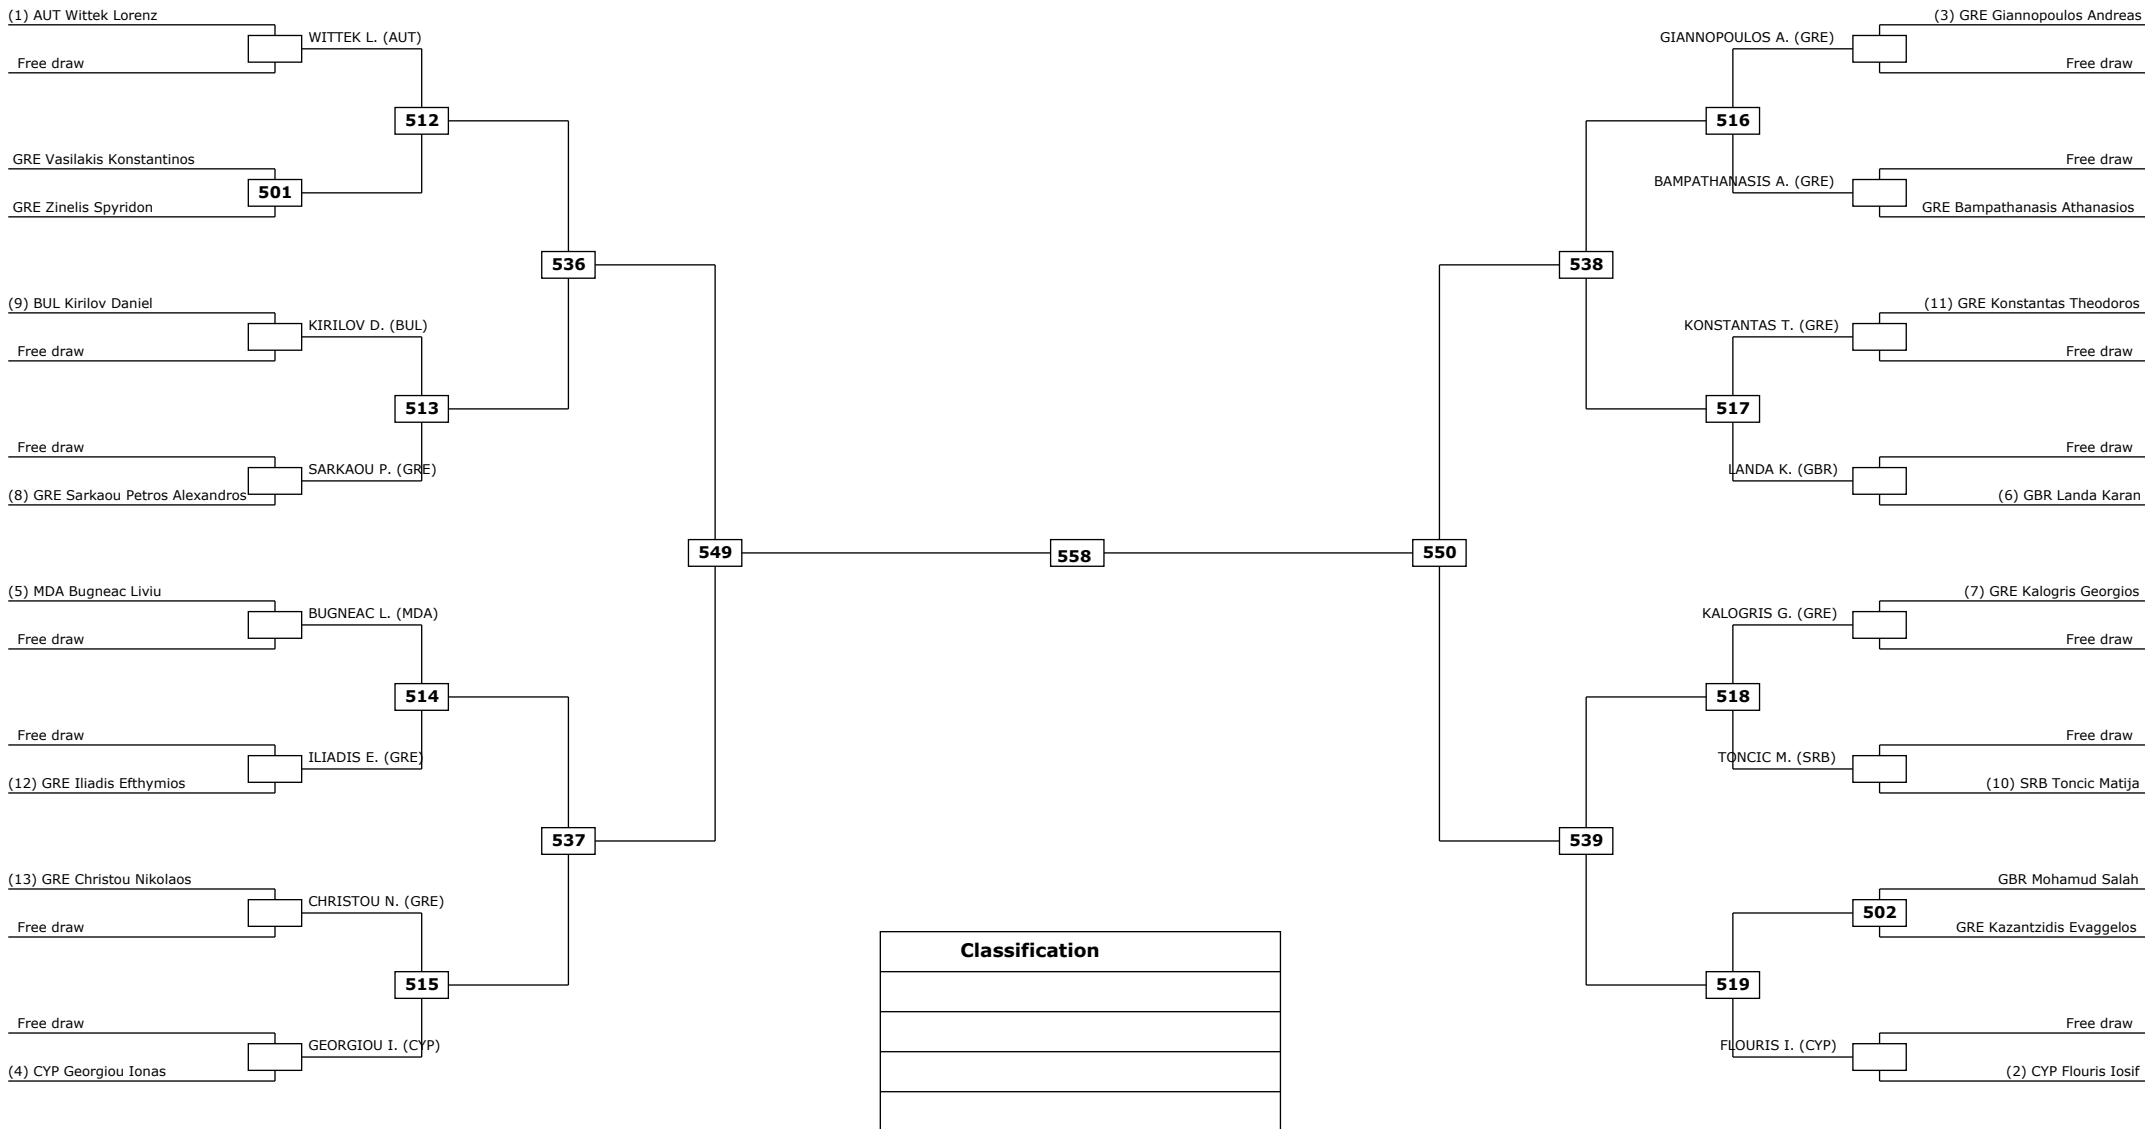 (1) AUT Wittek Lorenz
WITTEK L. (AUT)
Free draw
512
GRE Vasilakis Konstantinos
501
GRE Zinelis Spyridon
536
(9) BUL Kirilov Daniel
KIRILOV D. (BUL)
Free draw
513
Free draw
SARKAOU P. (GRE)
(8) GRE Sarkaou Petros Alexandros
549
(5) MDA Bugneac Liviu
BUGNEAC L. (MDA)
Free draw
514
Free draw
ILIADIS E. (GRE)
(12) GRE Iliadis Efthymios
537
(13) GRE Christou Nikolaos
CHRISTOU N. (GRE)
Free draw
515
Free draw
GEORGIOU I. (CYP)
(4) CYP Georgiou Ionas
558
Classification
(3) GRE Giannopoulos Andreas
GIANNOPOULOS A. (GRE)
Free draw
516
Free draw
BAMPATHANASIS A. (GRE)
GRE Bampathanasis Athanasios
538
(11) GRE Konstantas Theodoros
KONSTANTAS T. (GRE)
Free draw
517
Free draw
LANDA K. (GBR)
(6) GBR Landa Karan
550
(7) GRE Kalogris Georgios
KALOGRIS G. (GRE)
Free draw
518
Free draw
TONCIC M. (SRB)
(10) SRB Toncic Matija
539
GBR Mohamud Salah
502
GRE Kazantzidis Evaggelos
519
Free draw
FLOURIS I. (CYP)
(2) CYP Flouris Iosif